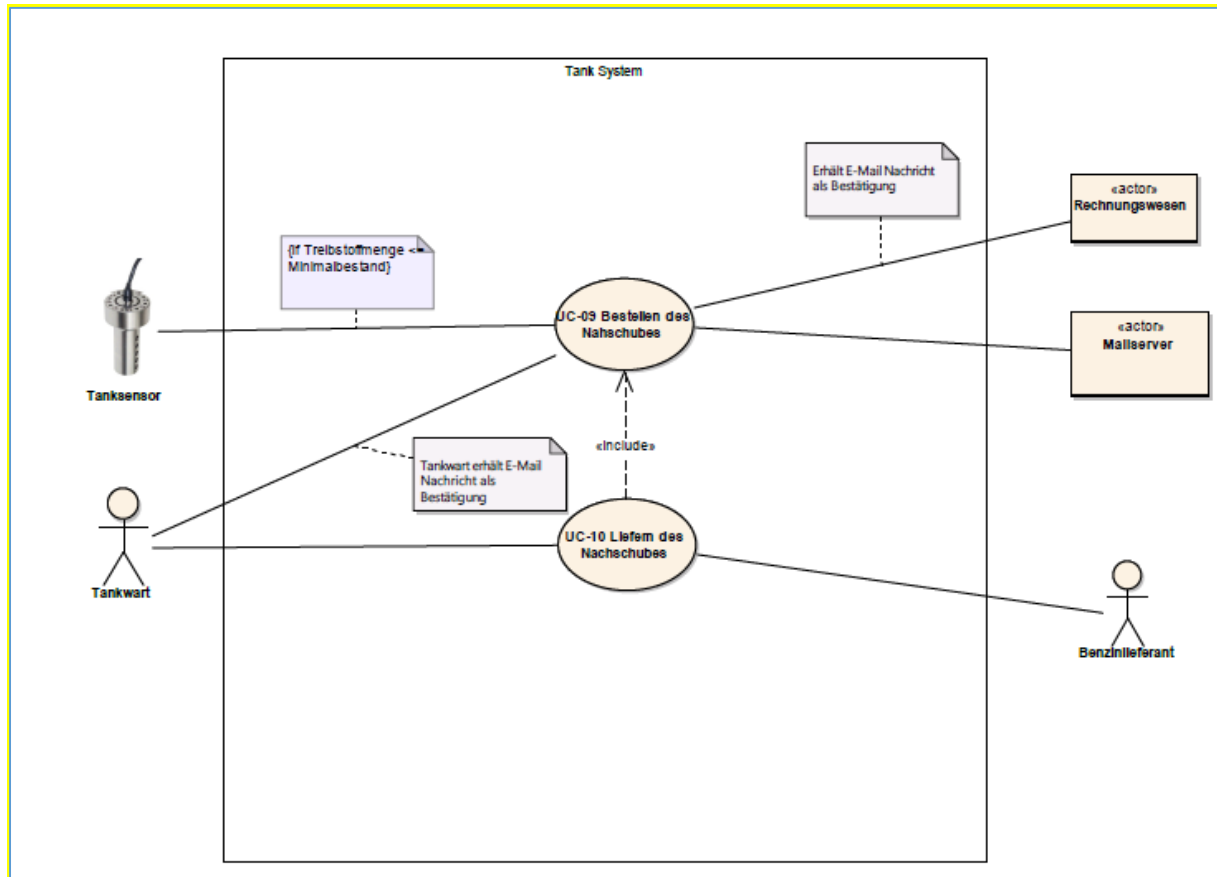 Tank System
Erhält E-Mail Nachricht
als Bestätigung
«actor»
Rechnungswesen
{If Treibstoffmenge <=
Minimalbestand}
UC-09 Bestellen des
Nahschubes
«actor»
Mailserver
Tanksensor
«include»
Tankwart erhält E-Mail
Nachricht als
Bestätigung
UC-10 Liefern des
Nachschubes
Tankwart
Benzinlieferant